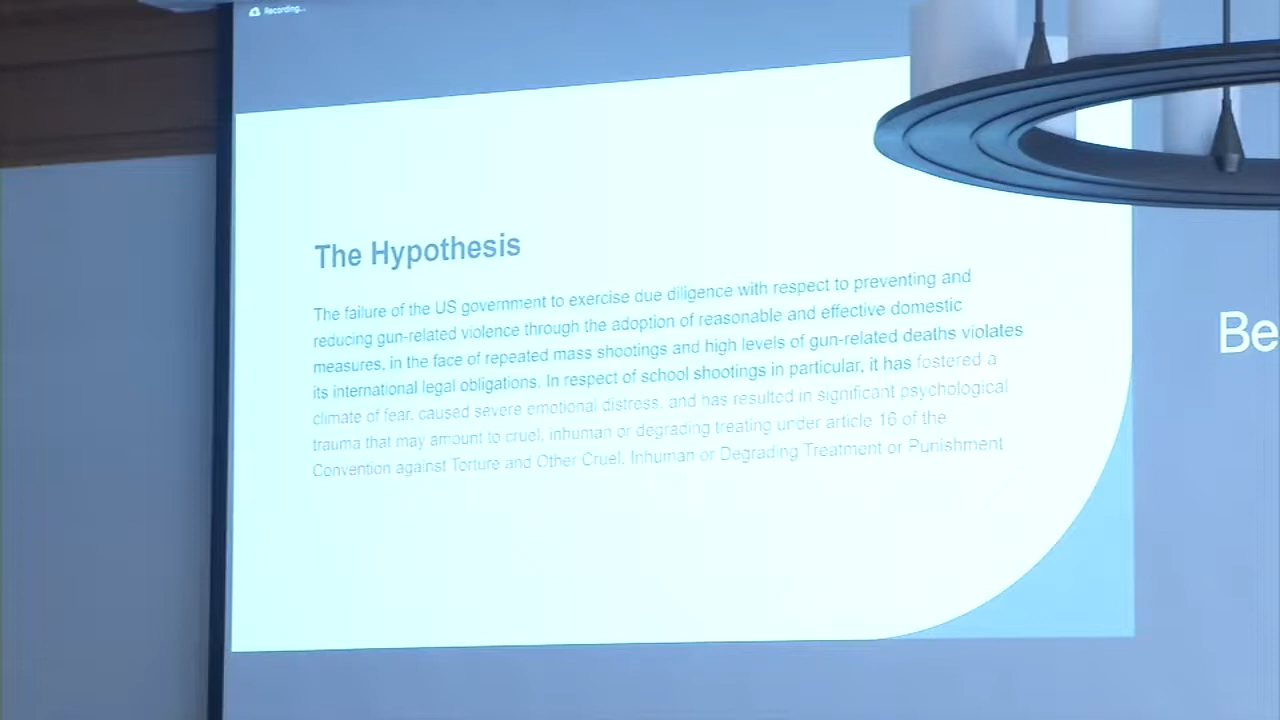 Recording...
The Hypothesis
The failure of the US government to exercise due diligence with respect to preventing and
reducing gun-related violence through the adoption of reasonable and effective domestic
measures, in the face of repeated mass shootings and high levels of gun-related deaths violates
its international legal obligations. In respect of school shootings in particular, it has fostered a
climate of fear, caused severe emotional distress, and has resulted in significant psychological
trauma that may amount to cruel, inhuman or degrading treating under article 16 of the
Convention against Torture and Other Cruel, Inhuman or Degrading Treatment or Punishment
Be